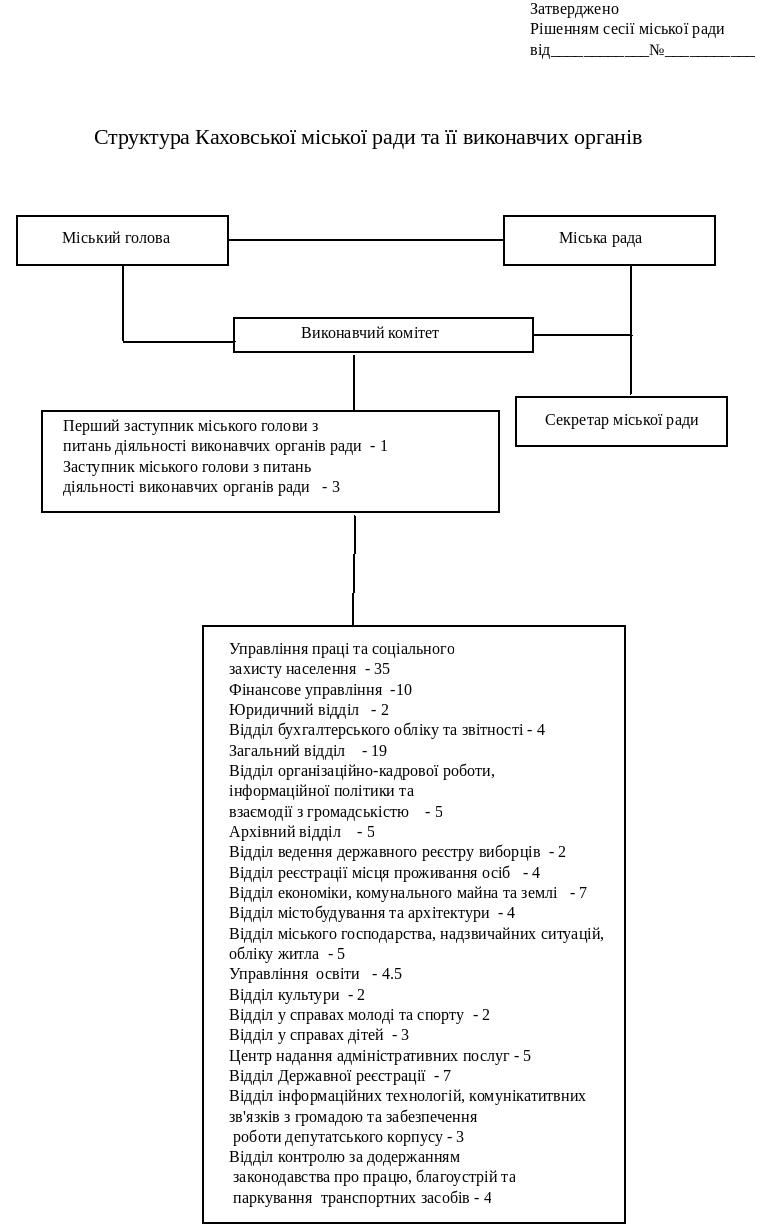 Затверджено
Рішенням сесії міської ради
від____________№___________
Структура Каховської міської ради та її виконавчих органів
Міський голова
Міська рада
Виконавчий комітет
Секретар міської ради
Перший заступник міського голови з
питань діяльності виконавчих органів ради - 1
Заступник міського голови з питань
діяльності виконавчих органів ради - 3
Управління праці та соціального
захисту населення - 35
Фінансове управління -10
Юридичний відділ - 2
Відділ бухгалтерського обліку та звітності - 4
Загальний відділ - 19
Відділ організаційно-кадрової роботи,
інформаційної політики та
взаємодії з громадськістю - 5
Архівний відділ - 5
Відділ ведення державного реєстру виборців - 2
Відділ реєстрації місця проживання осіб - 4
Відділ економіки, комунального майна та землі - 7
Відділ містобудування та архітектури - 4
Відділ міського господарства, надзвичайних ситуацій,
обліку житла - 5
Управління освіти - 4.5
Відділ культури - 2
Відділ у справах молоді та спорту - 2
Відділ у справах дітей - 3
Центр надання адміністративних послуг - 5
Відділ Державної реєстрації - 7
Відділ інформаційних технологій, комунікатитвних
зв'язків з громадою та забезпечення
роботи депутатського корпусу - 3
Відділ контролю за додержанням
законодавства про працю, благоустрій та
паркування транспортних засобів - 4